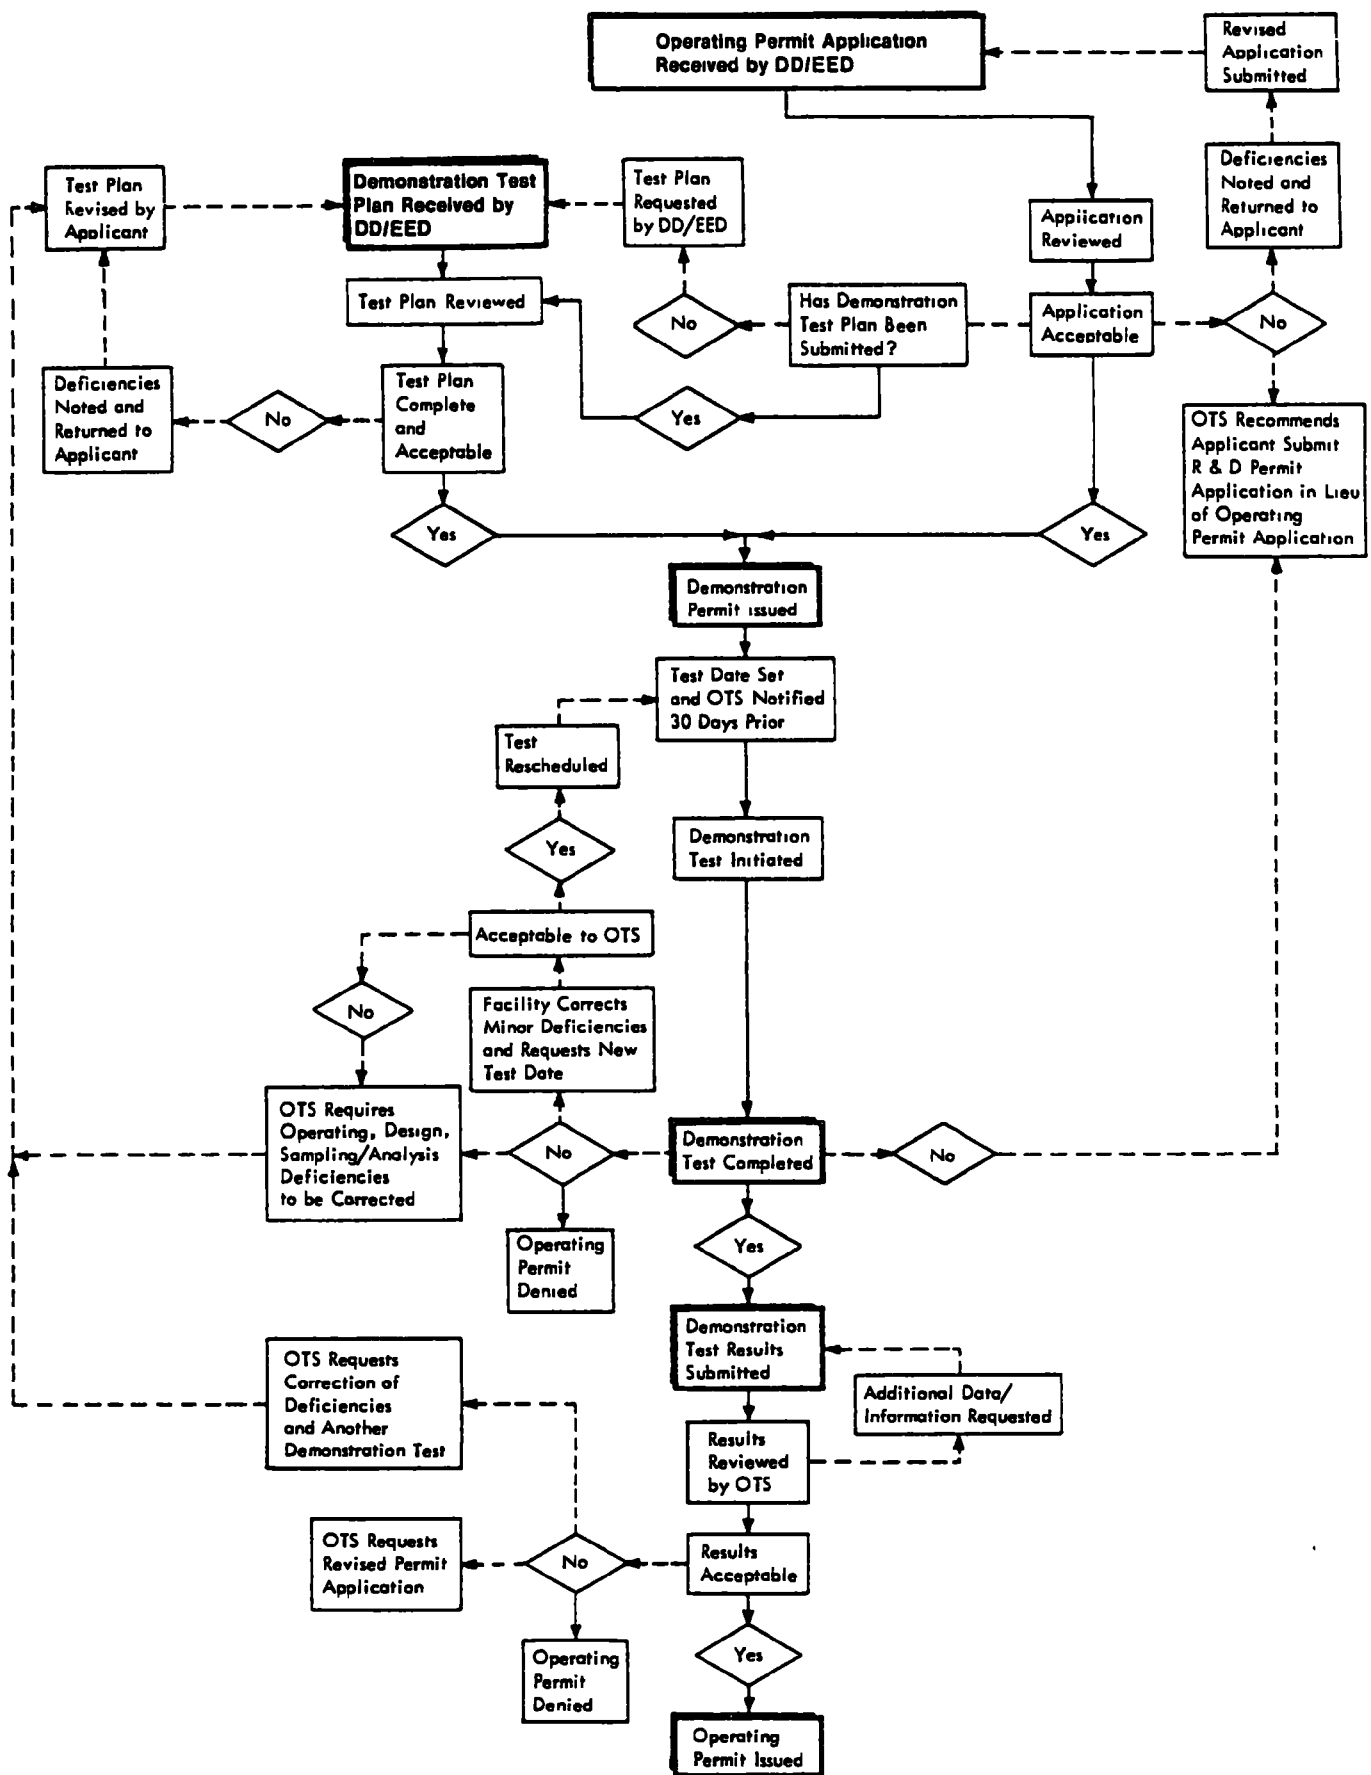 Operating Permit Application
Received by DD/EED
Revised
Application
Submitted
Test Plan
Revised by
Applicant
Demonstration Test
Plan Received by
DD/EED
Test Plan
Requested
by DD/EED
Application
Reviewed
Deficiencies
Noted and
Returned to
Applicant
Test Plan Reviewed
No
Has Demonstration
Test Plan Been
Submitted?
Application
Acceptable
No
Deficiencies
Noted and
Returned to
Applicant
No
Test Plan
Complete
and
Acceptable
Yes
OTS Recommends
Applicant Submit
R & D Permit
Application in Lieu
of Operating
Permit Application
Yes
Yes
Demonstration
Permit issued
Test Date Set
and OTS Notified
30 Days Prior
Test
Rescheduled
Yes
Demonstration
Test Initiated
Acceptable to OTS
No
Facility Corrects
Minor Deficiencies
and Requests New
Test Date
OTS Requires
Operating, Design,
Sampling/Analysis
Deficiencies
to be Corrected
No
Demonstration
Test Completed
No
Operating
Permit
Denied
Yes
Demonstration
Test Results
Submitted
OTS Requests
Correction of
Deficiencies
and Another
Demonstration Test
Additional Data/
Information Requested
Results
Reviewed
by OTS
OTS Requests
Revised Permit
Application
No
Results
Acceptable
Operating
Permit
Denied
Yes
Operating
Permit Issued